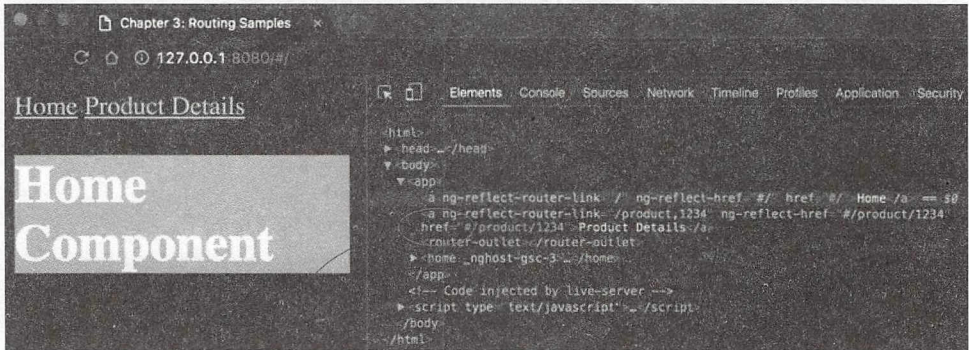 Chapter 3: Routing Samples ×
127.0.0.1:8080/#/
Home Product Details
Home
Component
Elements Console Sources Network Timeline Profiles Application Security
<html>
▶ <head>…</head>
▼ <body>
▼ <app>
a ng-reflect-router-link / ng-reflect-href #/ href #/ Home /a == $0
a ng-reflect-router-link /product,1234 ng-reflect-href #/product/1234
href "#/product/1234 Product Details /a
<router-outlet></router-outlet>
▶ <home _nghost-gsc-3>…</home>
</app>
<!-- Code injected by live-server -->
▶ <script type text/javascript">…</script>
</body>
</html>